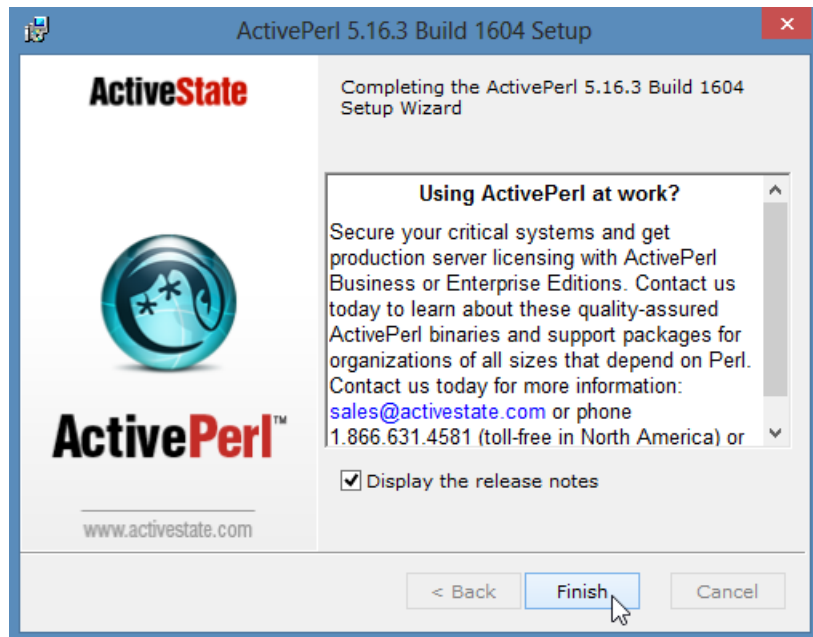 ActivePerl 5.16.3 Build 1604 Setup
ActiveState
Completing the ActivePerl 5.16.3 Build 1604
Setup Wizard
Using ActivePerl at work?
Secure your critical systems and get
production server licensing with ActivePerl
Business or Enterprise Editions. Contact us
today to learn about these quality-assured
ActivePerl binaries and support packages for
organizations of all sizes that depend on Perl.
Contact us today for more information:
sales@activestate.com or phone
1.866.631.4581 (toll-free in North America) or
ActivePerl™
Display the release notes
www.activestate.com
< Back
Finish
Cancel